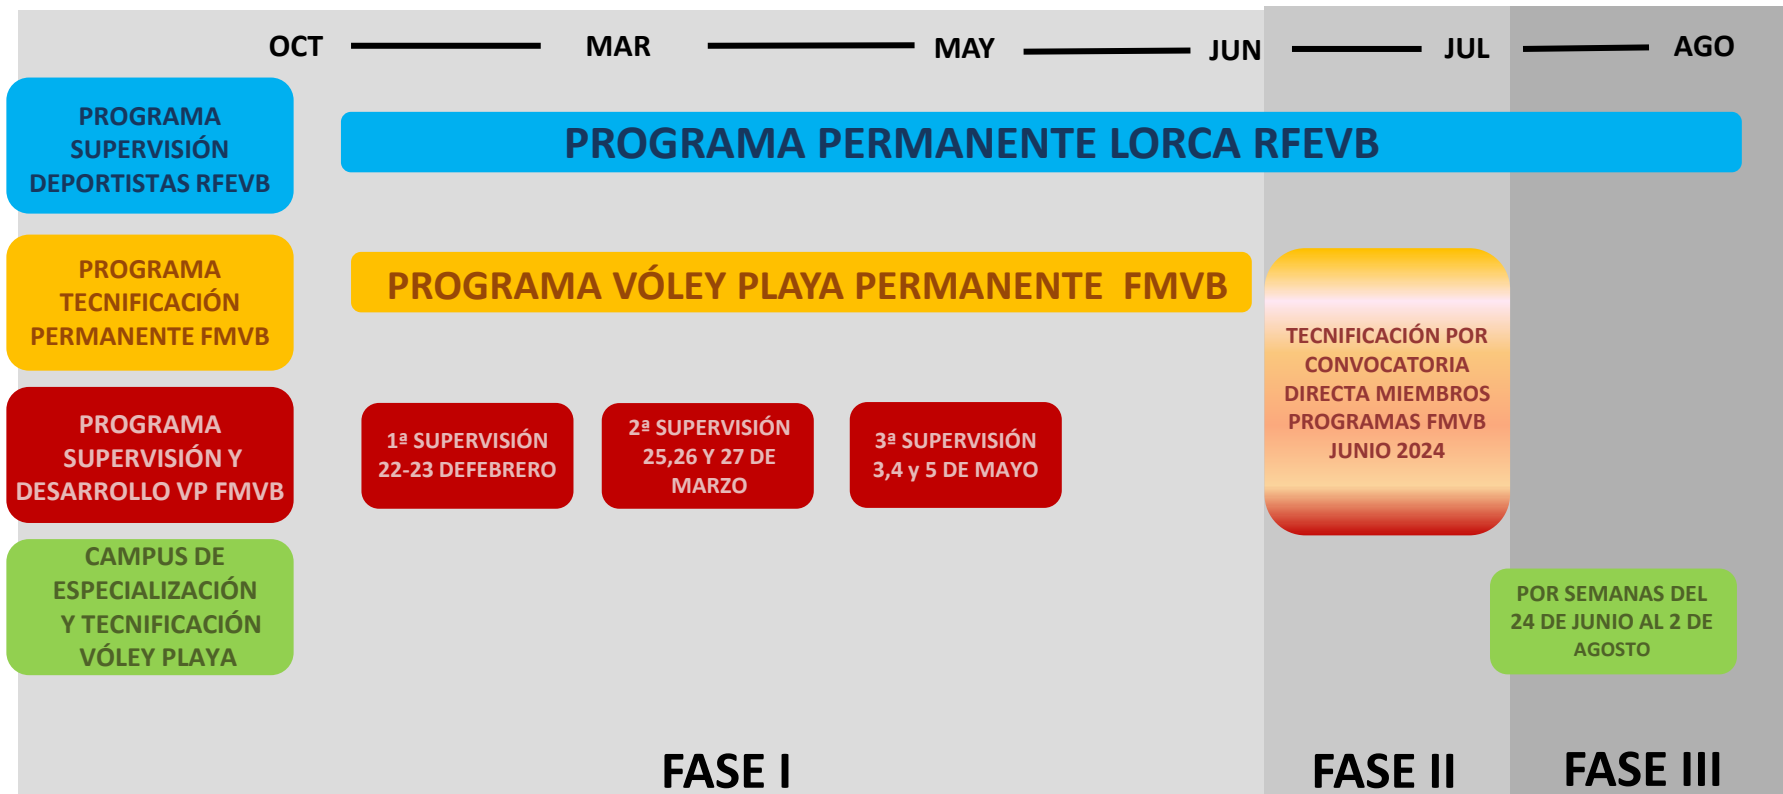 OCT MAR MAY JUN JUL AGO
PROGRAMA
SUPERVISIÓN
DEPORTISTAS RFEVB
PROGRAMA PERMANENTE LORCA RFEVB
PROGRAMA
TECNIFICACIÓN
PERMANENTE FMVB
PROGRAMA VÓLEY PLAYA PERMANENTE FMVB
TECNIFICACIÓN POR
CONVOCATORIA
DIRECTA MIEMBROS
PROGRAMAS FMVB
JUNIO 2024
PROGRAMA
SUPERVISIÓN Y
DESARROLLO VP FMVB
1ª SUPERVISIÓN
22-23 DEFEBRERO
2ª SUPERVISIÓN
25,26 Y 27 DE
MARZO
3ª SUPERVISIÓN
3,4 y 5 DE MAYO
CAMPUS DE
ESPECIALIZACIÓN
Y TECNIFICACIÓN
VÓLEY PLAYA
POR SEMANAS DEL
24 DE JUNIO AL 2 DE
AGOSTO
FASE I
FASE II
FASE III